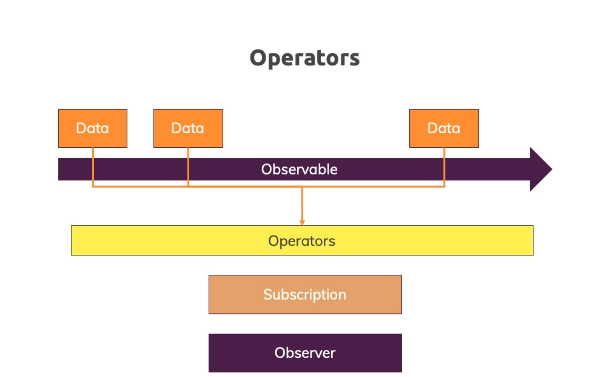 Operators
Data
Data
Data
Observable
Operators
Subscription
Observer